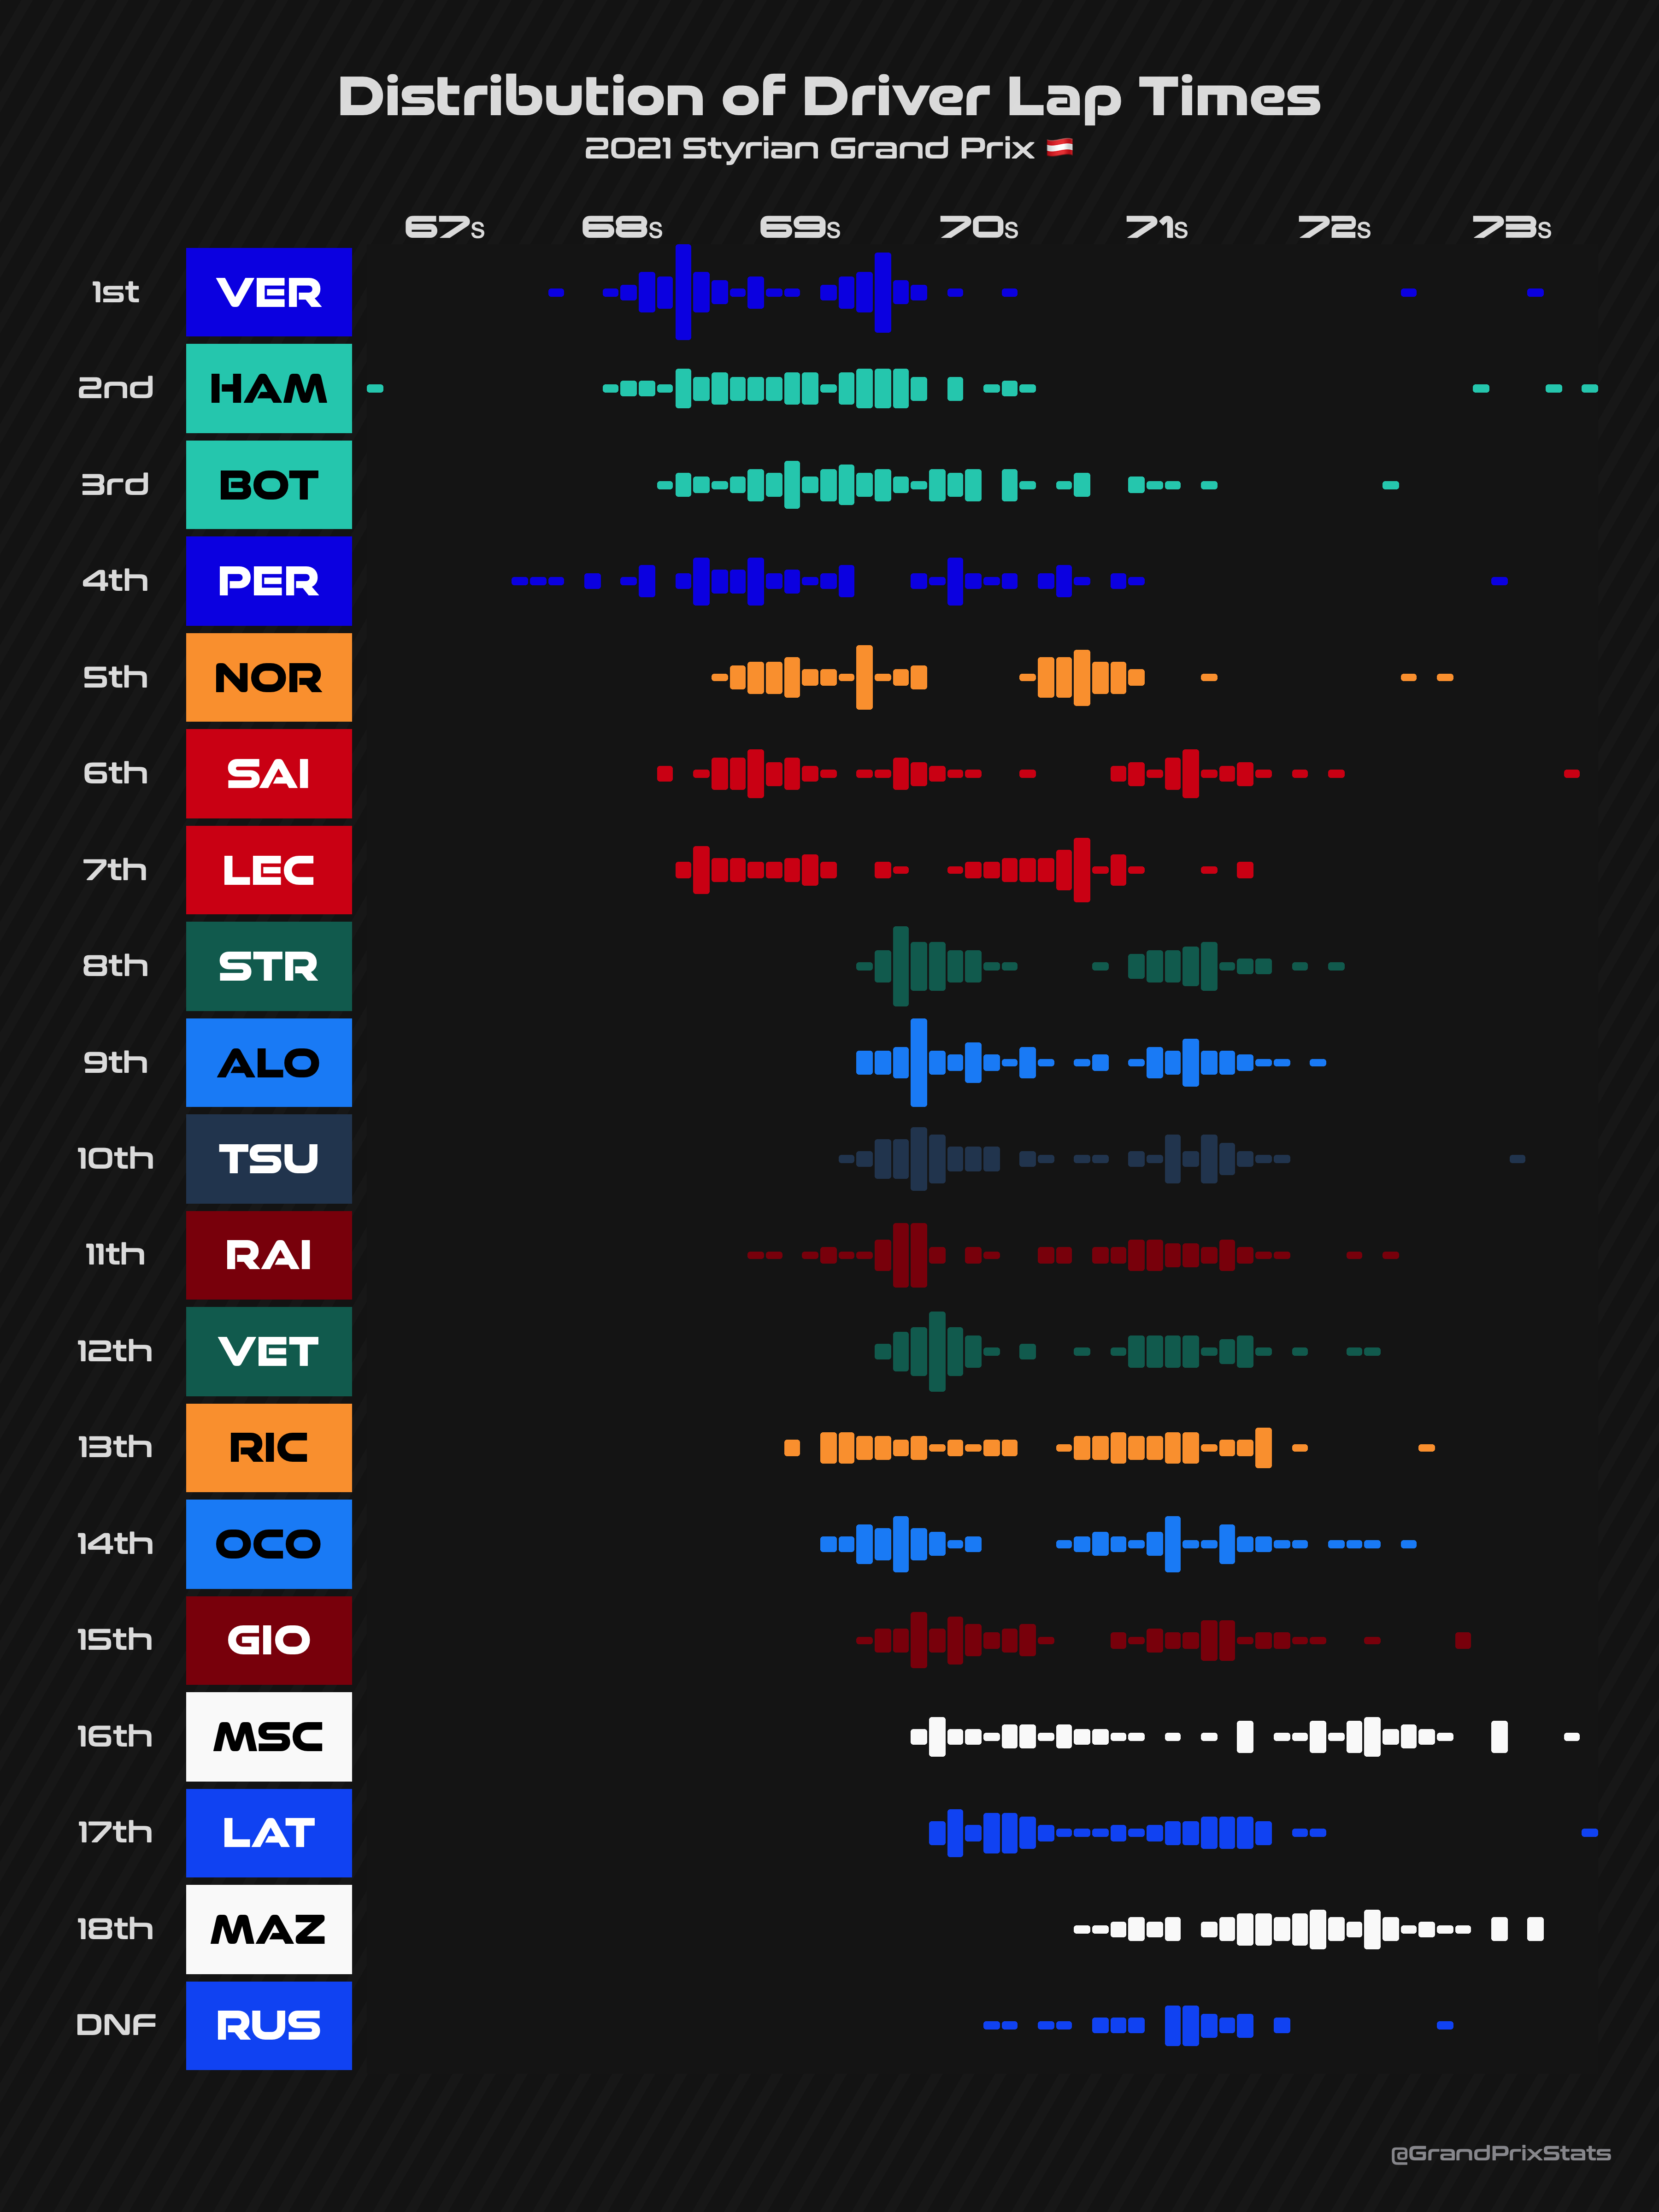 Distribution of Driver Lap Times
2021 Styrian Grand Prix 🇦🇹
67s 68s 69s 70s 71s 72s 73s
1st VER
2nd HAM
3rd BOT
4th PER
5th NOR
6th SAI
7th LEC
8th STR
9th ALO
10th TSU
11th RAI
12th VET
13th RIC
14th OCO
15th GIO
16th MSC
17th LAT
18th MAZ
DNF RUS
@GrandPrixStats